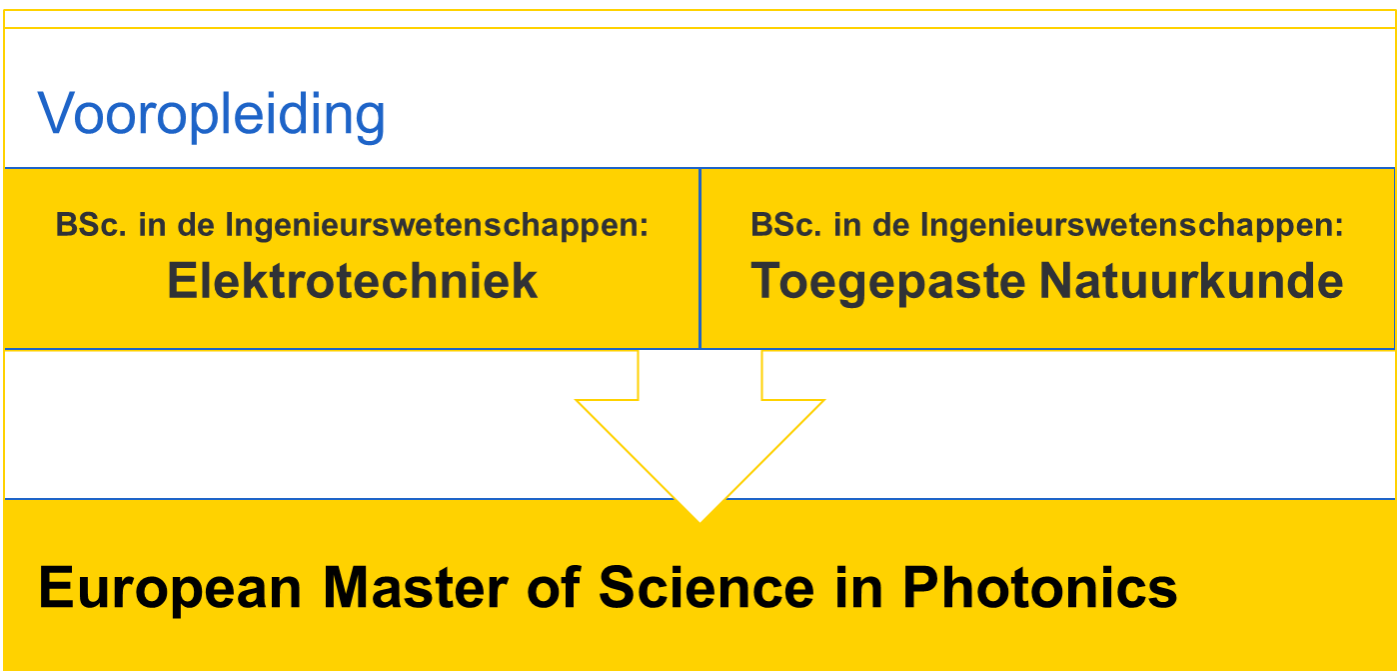 Vooropleiding
BSc. in de Ingenieurswetenschappen:
Elektrotechniek
BSc. in de Ingenieurswetenschappen:
Toegepaste Natuurkunde
European Master of Science in Photonics